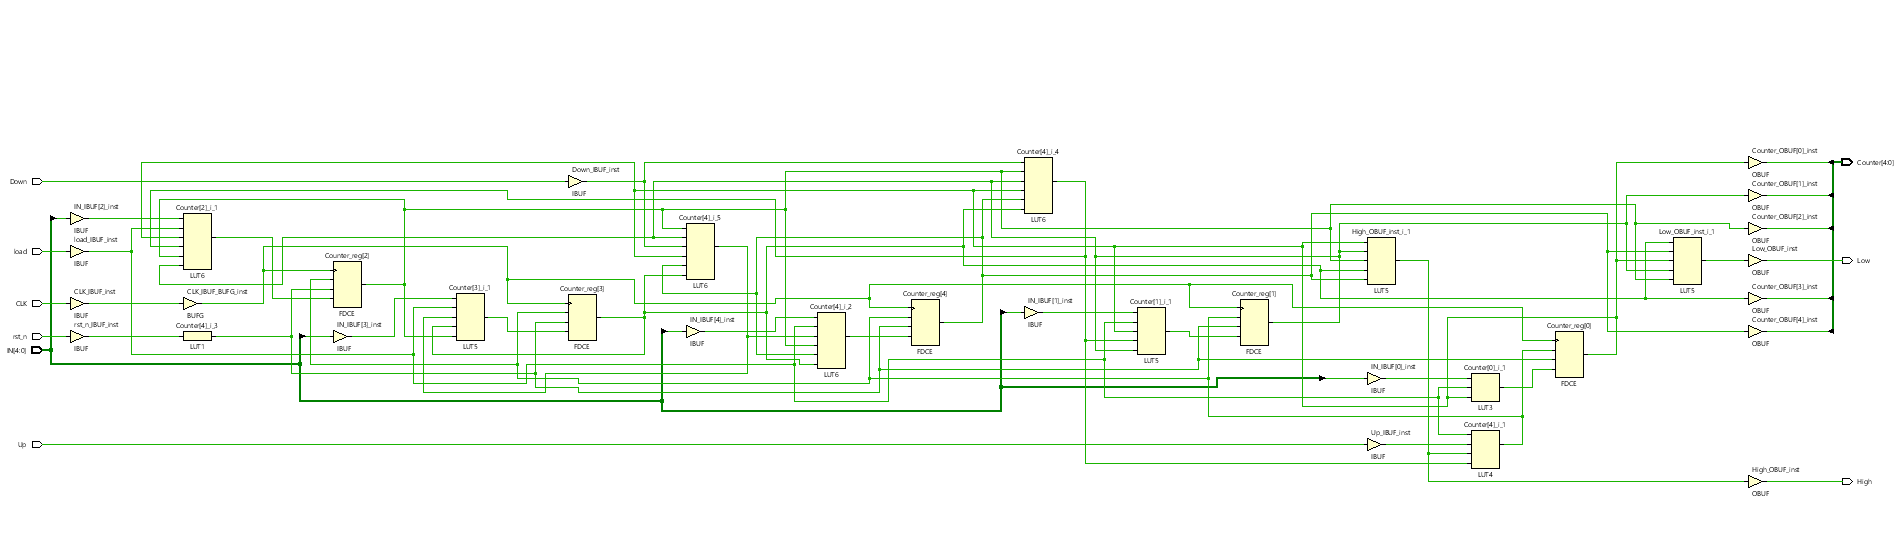 Down
load
CLK
rst_n
IN[4:0]
Up
IN_IBUF[2]_inst
IBUF
load_IBUF_inst
IBUF
CLK_IBUF_inst
IBUF
rst_n_IBUF_inst
IBUF
Counter[2]_i_1
LUT6
CLK_IBUF_BUFG_inst
BUFG
Counter[4]_i_3
LUT1
Counter_reg[2]
FDCE
IN_IBUF[3]_inst
IBUF
Counter[3]_i_1
LUT5
Down_IBUF_inst
IBUF
Counter_reg[3]
FDCE
Counter[4]_i_5
LUT6
IN_IBUF[4]_inst
IBUF
Counter[4]_i_2
LUT6
Counter_reg[4]
FDCE
Counter[4]_i_4
LUT6
IN_IBUF[1]_inst
IBUF
Counter[1]_i_1
LUT5
Counter_reg[1]
FDCE
High_OBUF_inst_i_1
LUT5
IN_IBUF[0]_inst
IBUF
Up_IBUF_inst
IBUF
Counter[0]_i_1
LUT3
Counter[4]_i_1
LUT4
Counter_reg[0]
FDCE
Low_OBUF_inst_i_1
LUT5
Counter_OBUF[0]_inst
OBUF
Counter_OBUF[1]_inst
OBUF
Counter_OBUF[2]_inst
OBUF
Low_OBUF_inst
OBUF
Counter_OBUF[3]_inst
OBUF
Counter_OBUF[4]_inst
OBUF
High_OBUF_inst
OBUF
Counter[4:0]
Low
High